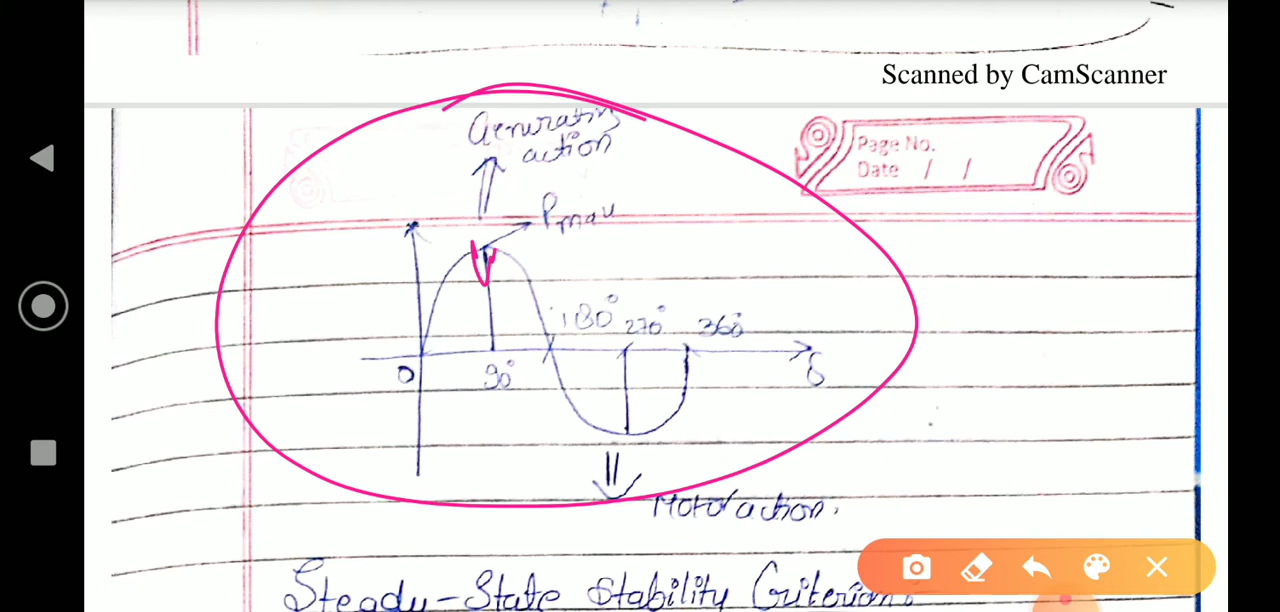 Scanned by CamScanner
Generating
action
Page No.
Date / /
Pmax
180° 270° 360°
0
90°
δ
Motor action.
Steady-State Stability Criterion: